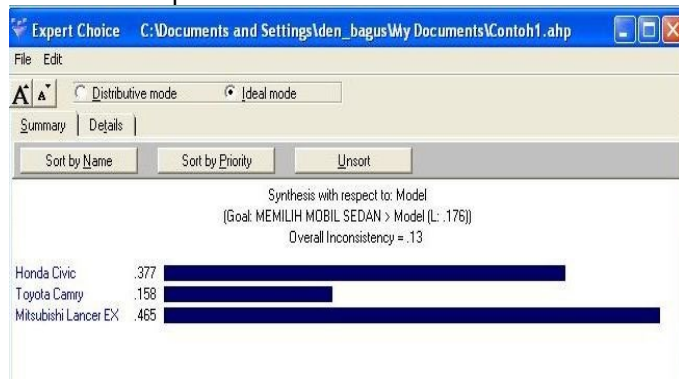 Expert Choice C:\Documents and Settings\den_bagus\My Documents\Contoh1.ahp
File Edit
A A Distributive mode Ideal mode
Summary Details
Sort by Name Sort by Priority Unsort
Synthesis with respect to: Model
(Goal: MEMILIH MOBIL SEDAN > Model (L: .176))
Overall Inconsistency = .13
Honda Civic .377
Toyota Camry .158
Mitsubishi Lancer EX .465